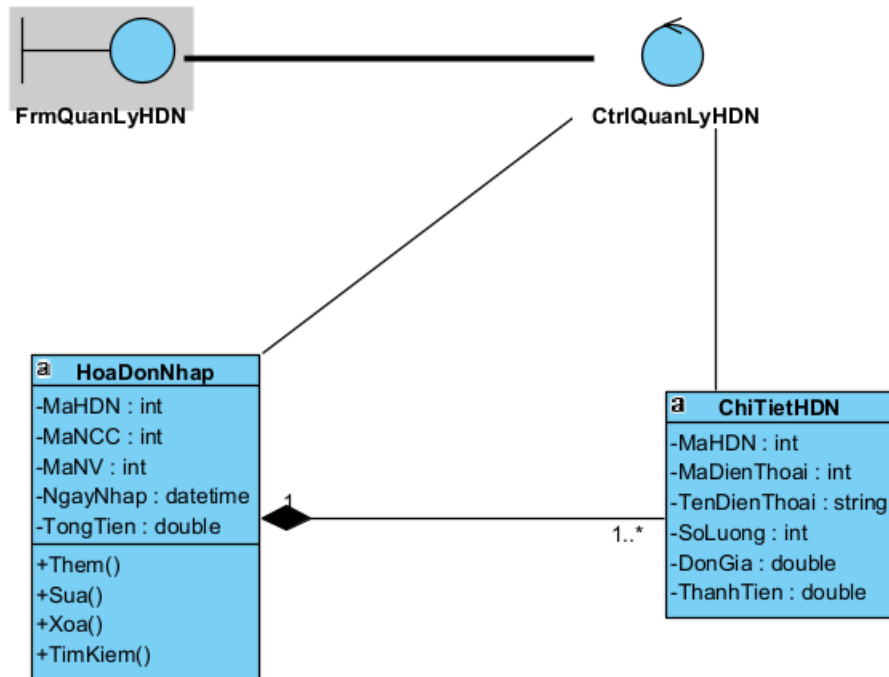 FrmQuanLyHDN
CtrlQuanLyHDN
a HoaDonNhap
-MaHDN : int
-MaNCC : int
-MaNV : int
-NgayNhap : datetime
-TongTien : double
+Them()
+Sua()
+Xoa()
+TimKiem()
1
1..*
a ChiTietHDN
-MaHDN : int
-MaDienThoai : int
-TenDienThoai : string
-SoLuong : int
-DonGia : double
-ThanhTien : double